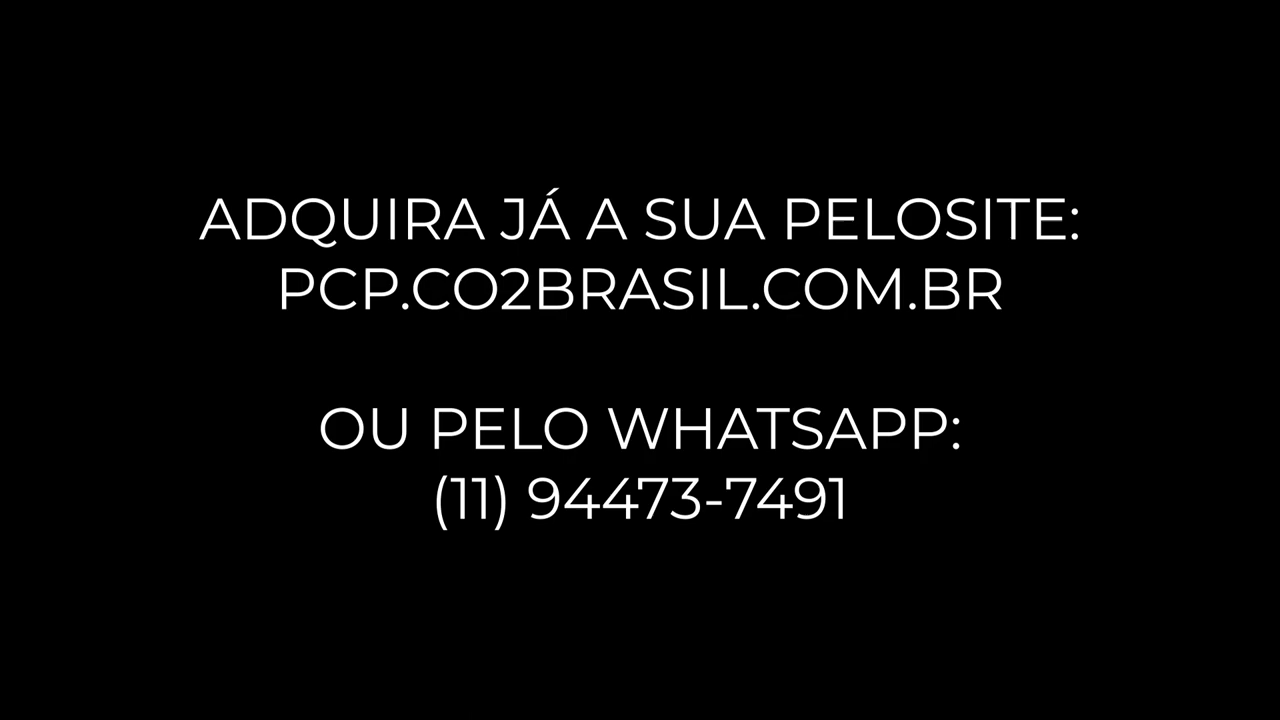 ADQUIRA JÁ A SUA PELOSITE:
PCP.CO2BRASIL.COM.BR
OU PELO WHATSAPP:
(11) 94473-7491